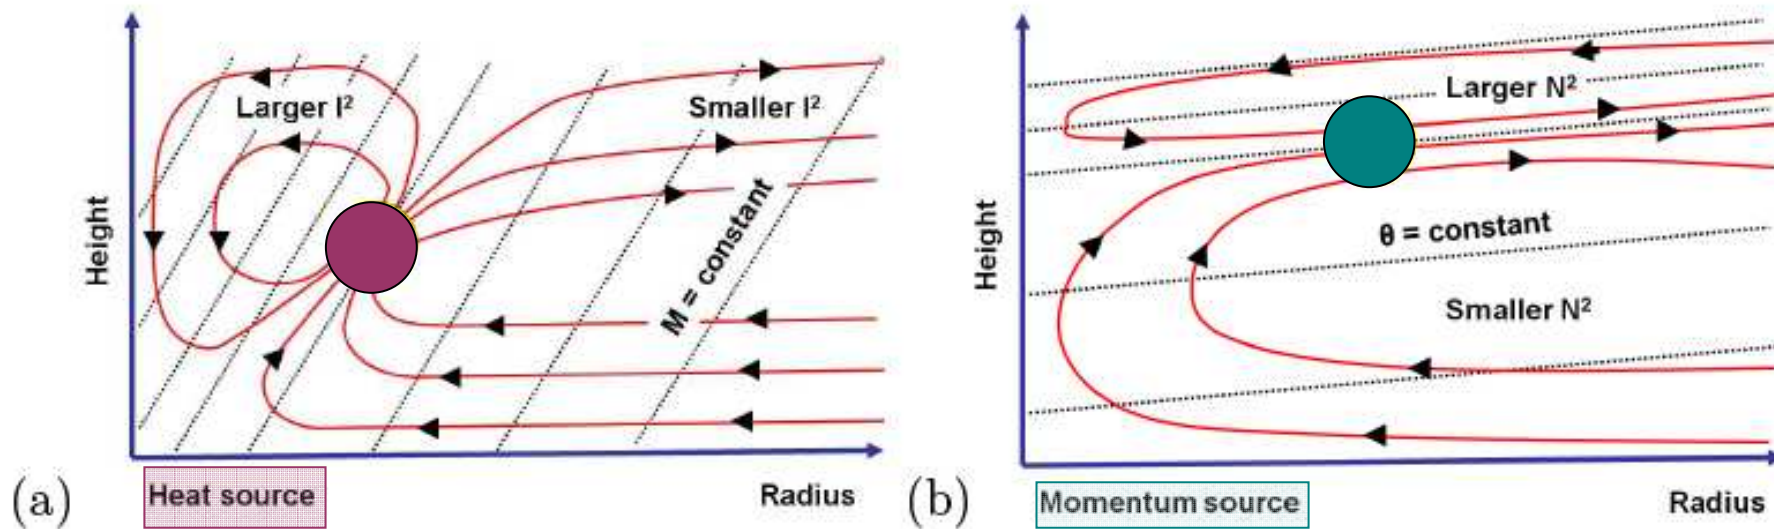 Larger I²
Smaller I²
M = constant
Height
Radius
(a)
Heat source
Larger N²
θ = constant
Smaller N²
Height
Radius
(b)
Momentum source